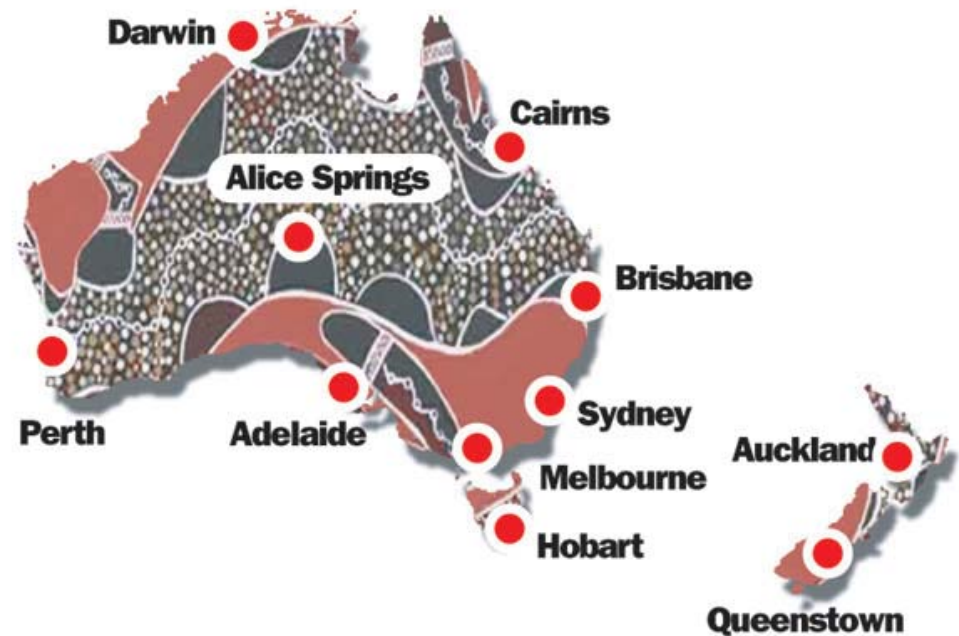 Darwin
Cairns
Alice Springs
Brisbane
Perth
Adelaide
Sydney
Melbourne
Hobart
Auckland
Queenstown